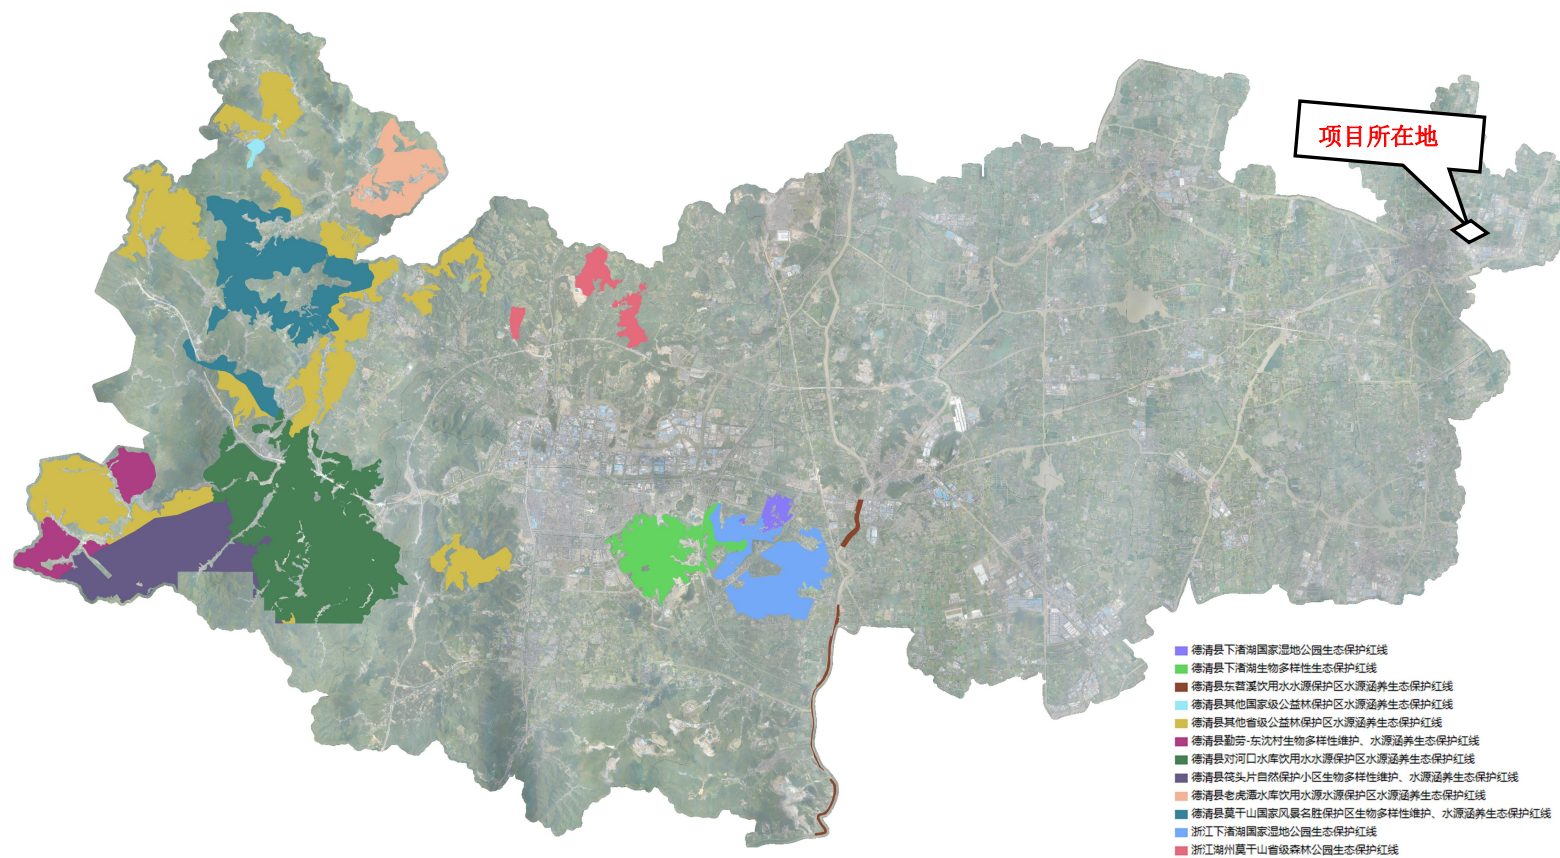 项目所在地
德清县下渚湖国家湿地公园生态保护红线
德清县下渚湖生物多样性生态保护红线
德清县东苕溪饮用水水源保护区水源涵养生态保护红线
德清县其他国家级公益林保护区水源涵养生态保护红线
德清县其他省级公益林保护区水源涵养生态保护红线
德清县勤劳-东沈村生物多样性维护、水源涵养生态保护红线
德清县对河口水库饮用水水源保护区水源涵养生态保护红线
德清县筏头片自然保护小区生物多样性维护、水源涵养生态保护红线
德清县老虎潭水库饮用水源水源保护区水源涵养生态保护红线
德清县莫干山国家风景名胜保护区生物多样性维护、水源涵养生态保护红线
浙江下渚湖国家湿地公园生态保护红线
浙江湖州莫干山省级森林公园生态保护红线